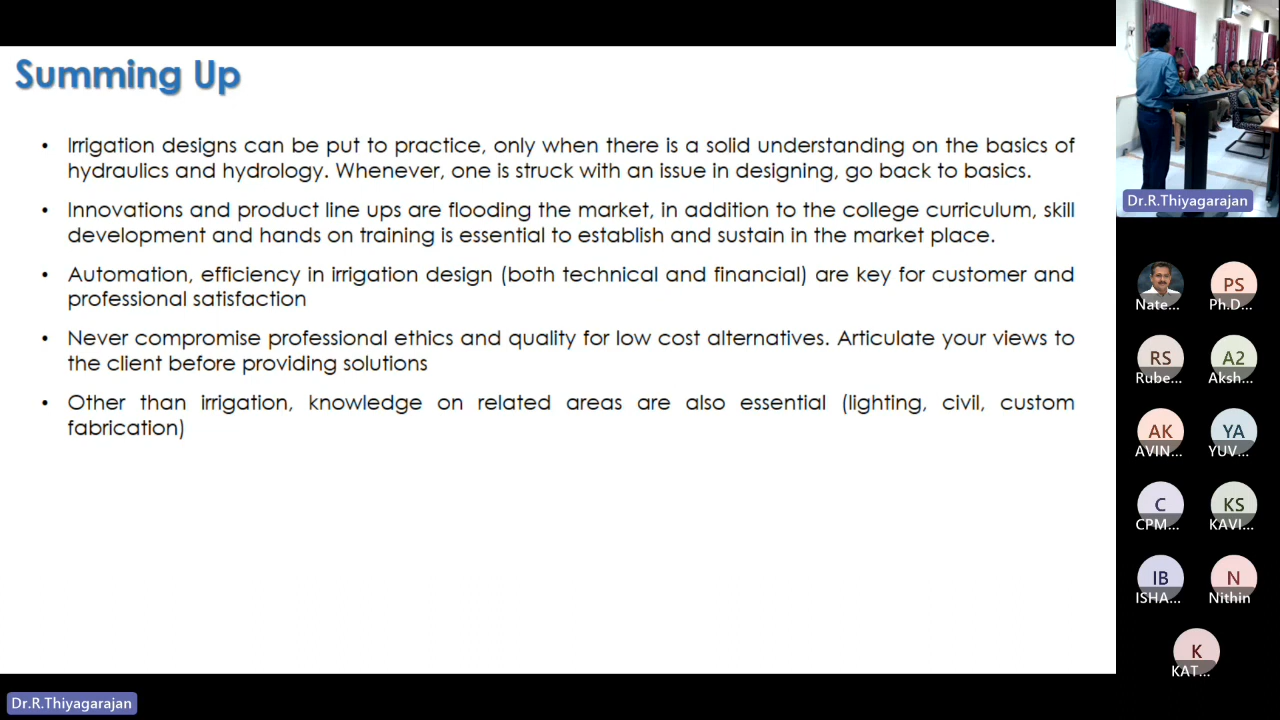 Summing Up
• Irrigation designs can be put to practice, only when there is a solid understanding on the basics of
hydraulics and hydrology. Whenever, one is struck with an issue in designing, go back to basics.
• Innovations and product line ups are flooding the market, in addition to the college curriculum, skill
development and hands on training is essential to establish and sustain in the market place.
• Automation, efficiency in irrigation design (both technical and financial) are key for customer and
professional satisfaction
• Never compromise professional ethics and quality for low cost alternatives. Articulate your views to
the client before providing solutions
• Other than irrigation, knowledge on related areas are also essential (lighting, civil, custom
fabrication)
Dr.R.Thiyagarajan
Nate...
PS
Ph.D...
RS
Rube...
A2
Aksh...
AK
AVIN...
YA
YUV...
C
CPM...
KS
KAVI...
IB
ISHA...
N
Nithin
K
KAT...
Dr.R.Thiyagarajan